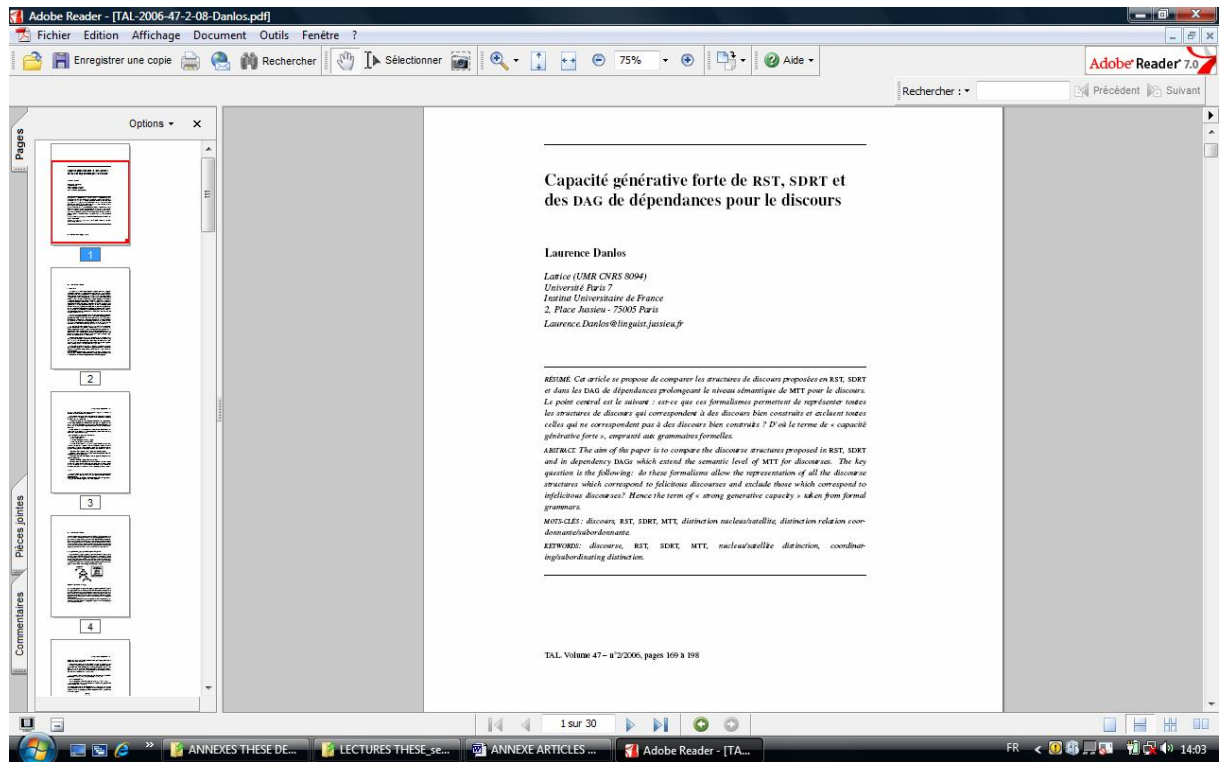 Adobe Reader - [TAL-2006-47-2-08-Danlos.pdf]
Fichier Edition Affichage Document Outils Fenêtre ?
Enregistrer une copie Rechercher Sélectionner 75% Aide Adobe Reader 7.0
Rechercher : Précédent Suivant
Options x
Pages
Pièces jointes
Commentaires
1
2
3
4
Capacité générative forte de RST, SDRT et
des DAG de dépendances pour le discours
Laurence Danlos
Lattice (UMR CNRS 8094)
Université Paris 7
Institut Universitaire de France
2, Place Jussieu - 75005 Paris
Laurence.Danlos@linguist.jussieu.fr
RÉSUMÉ. Cet article se propose de comparer les structures de discours proposées en RST, SDRT
et dans les DAG de dépendances prolongeant le niveau sémantique de MTT pour le discours.
Le point central est le suivant : est-ce que ces formalismes permettent de représenter toutes
les structures de discours qui correspondent à des discours bien construits et excluent toutes
celles qui ne correspondent pas à des discours bien construits ? D'où le terme de « capacité
générative forte », emprunté aux grammaires formelles.
ABSTRACT. The aim of the paper is to compare the discourse structures proposed in RST, SDRT
and in dependency DAGs which extend the semantic level of MTT for discourses. The key
question is the following: do these formalisms allow the representation of all the discourse
structures which correspond to felicitous discourses and exclude those which correspond to
infelicitous discourses? Hence the term of « strong generative capacity » taken from formal
grammars.
MOTS-CLÉS : discours, RST, SDRT, MTT, distinction nucleus/satellite, distinction relation coor-
donnante/subordonnante.
KEYWORDS: discourse, RST, SDRT, MTT, nucleus/satellite distinction, coordinat-
ing/subordinating distinction.
TAL. Volume 47 – n°2/2006, pages 169 à 198
1 sur 30
ANNEXES THESE DE... LECTURES THESE_se... ANNEXE ARTICLES ... Adobe Reader - [TA... FR 14:03